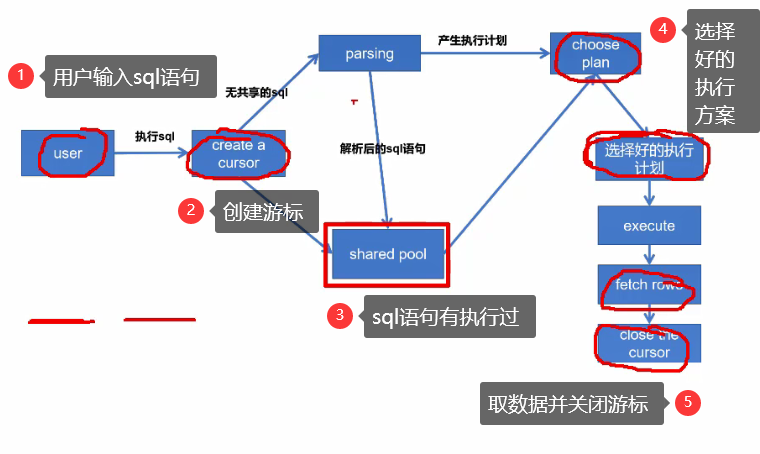 1 用户输入sql语句
user
执行sql
create a
cursor
2 创建游标
无共享的sql
parsing
解析后的sql语句
shared pool
3 sql语句有执行过
产生执行计划
choose
plan
4 选择
好的
执行
方案
选择好的执行
计划
execute
fetch rows
close the
cursor
取数据并关闭游标 5